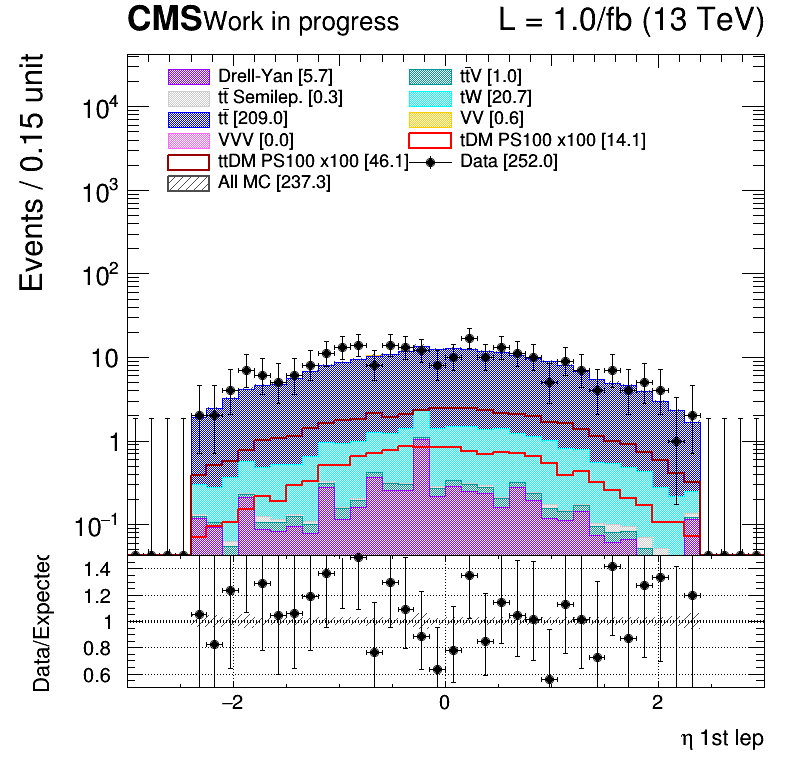 CMS Work in progress L = 1.0/fb (13 TeV)
Drell-Yan [5.7] tt̄V [1.0]
tt̄ Semilep. [0.3] tW [20.7]
tt̄ [209.0] VV [0.6]
VVV [0.0] tDM PS100 x100 [14.1]
ttDM PS100 x100 [46.1] Data [252.0]
All MC [237.3]
Events / 0.15 unit
10⁴
10³
10²
10
1
10⁻¹
Data/Expected
1.4
1.2
1
0.8
0.6
−2 0 2
η 1st lep